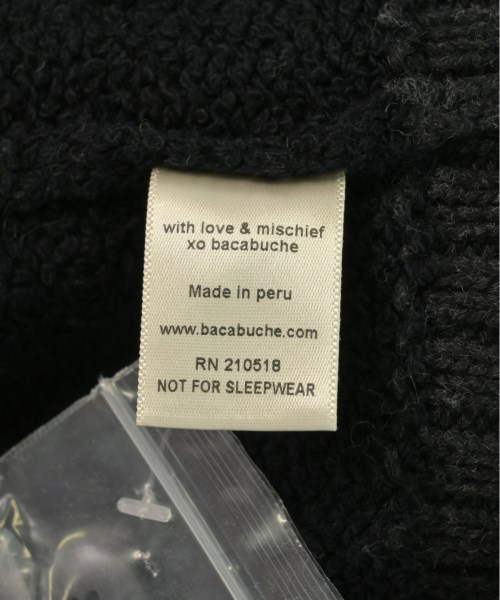 with love & mischief
xo bacabuche
Made in peru
www.bacabuche.com
RN 210518
NOT FOR SLEEPWEAR